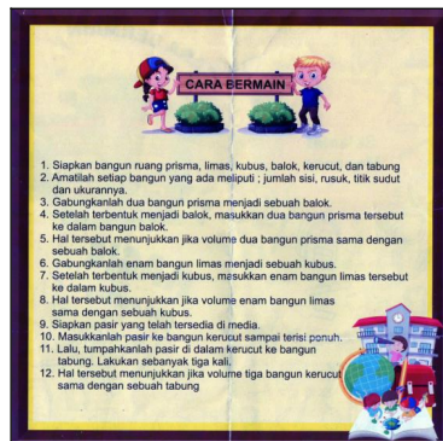 CARA BERMAIN
1. Siapkan bangun ruang prisma, limas, kubus, balok, kerucut, dan tabung
2. Amatilah setiap bangun yang ada meliputi ; jumlah sisi, rusuk, titik sudut
dan ukurannya.
3. Gabungkanlah dua bangun prisma menjadi sebuah balok.
4. Setelah terbentuk menjadi balok, masukkan dua bangun prisma tersebut
ke dalam bangun balok.
5. Hal tersebut menunjukkan jika volume dua bangun prisma sama dengan
sebuah balok.
6. Gabungkanlah enam bangun limas menjadi sebuah kubus.
7. Setelah terbentuk menjadi kubus, masukkan enam bangun limas tersebut
ke dalam kubus.
8. Hal tersebut menunjukkan jika volume enam bangun limas
sama dengan sebuah kubus.
9. Siapkan pasir yang telah tersedia di media.
10. Masukkanlah pasir ke bangun kerucut sampai terisi penuh.
11. Lalu, tumpahkanlah pasir di dalam kerucut ke bangun
tabung. Lakukan sebanyak tiga kali.
12. Hal tersebut menunjukkan jika volume tiga bangun kerucut
sama dengan sebuah tabung